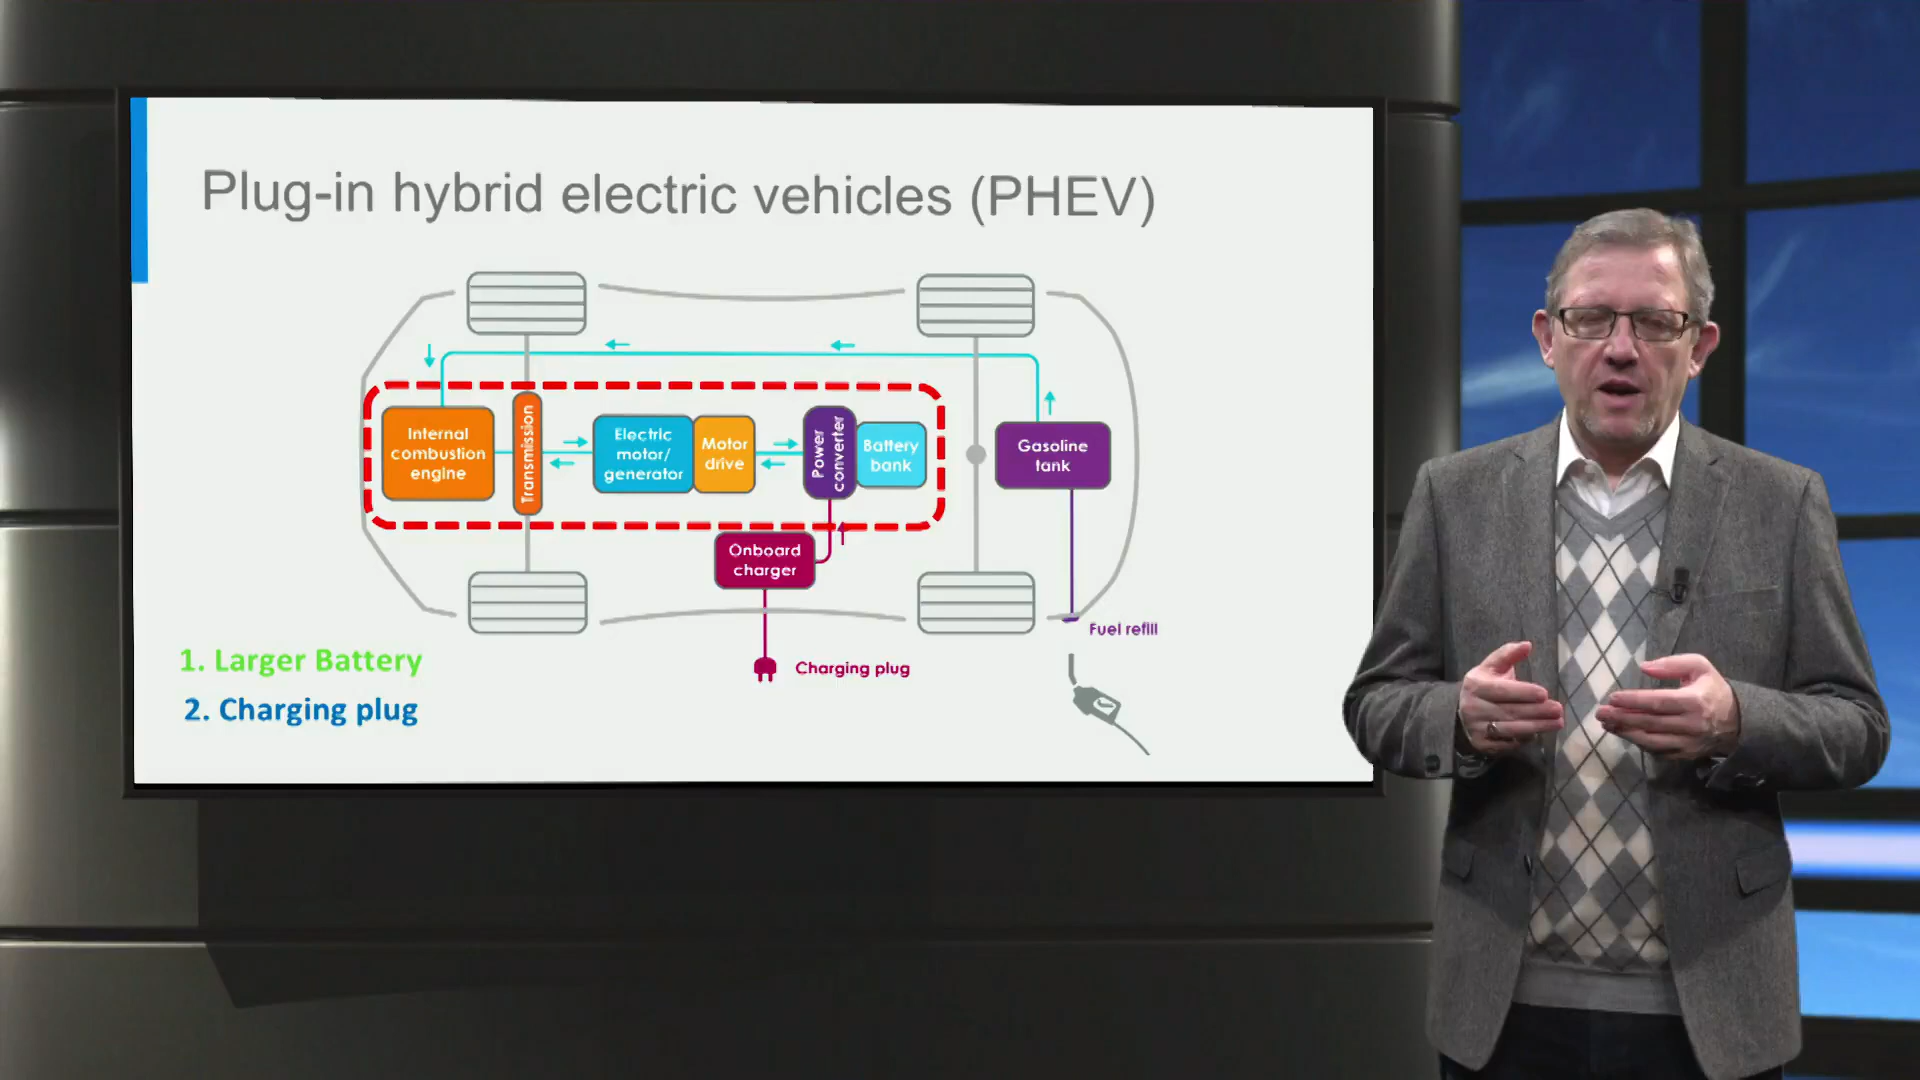 Plug-in hybrid electric vehicles (PHEV)
Internal
combustion
engine
Transmission
Electric
motor/
generator
Motor
drive
Power
converter
Battery
bank
Gasoline
tank
Onboard
charger
Fuel refill
Charging plug
1. Larger Battery
2. Charging plug